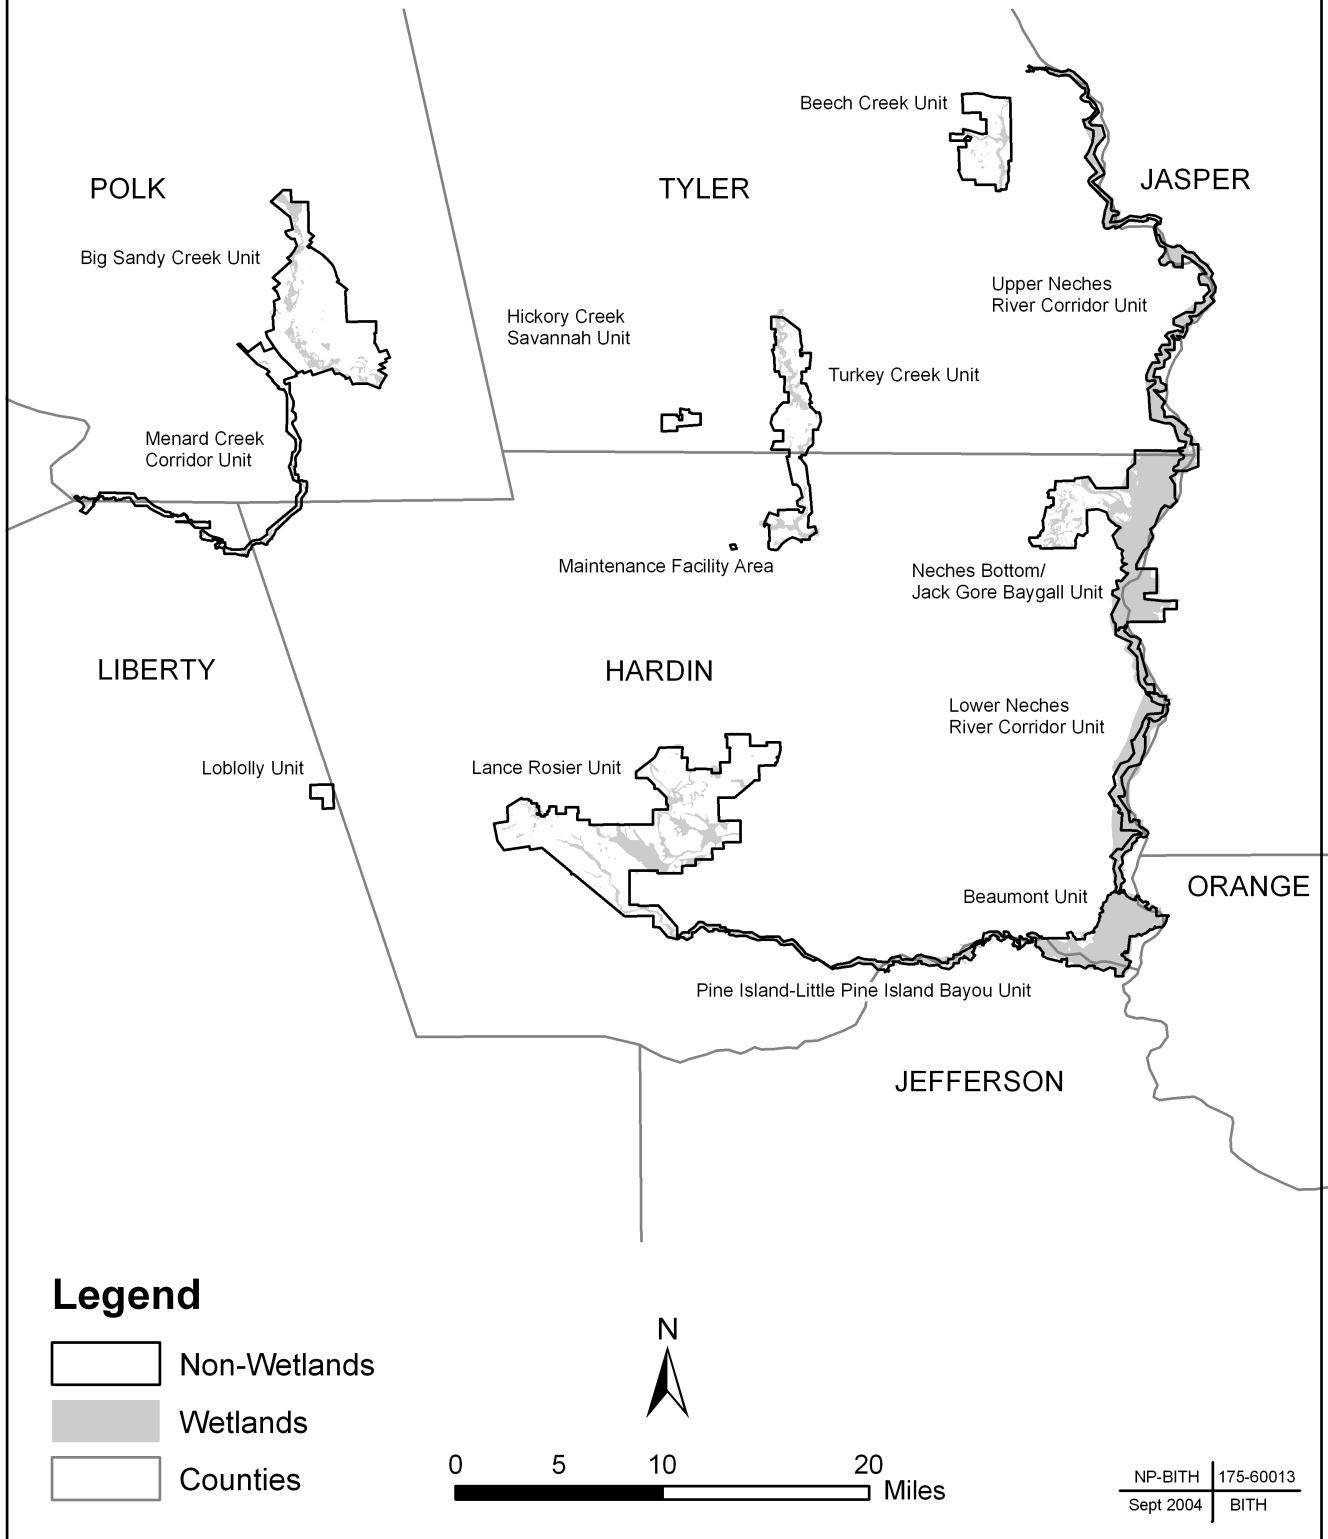 Beech Creek Unit
POLK
TYLER
JASPER
Big Sandy Creek Unit
Upper Neches
River Corridor Unit
Hickory Creek
Savannah Unit
Turkey Creek Unit
Menard Creek
Corridor Unit
Maintenance Facility Area
Neches Bottom/
Jack Gore Baygall Unit
LIBERTY
HARDIN
Lower Neches
River Corridor Unit
Loblolly Unit
Lance Rosier Unit
Beaumont Unit
ORANGE
Pine Island-Little Pine Island Bayou Unit
JEFFERSON
Legend
Non-Wetlands
Wetlands
Counties
N
0 5 10 20
Miles
NP-BITH 175-60013
Sept 2004 BITH